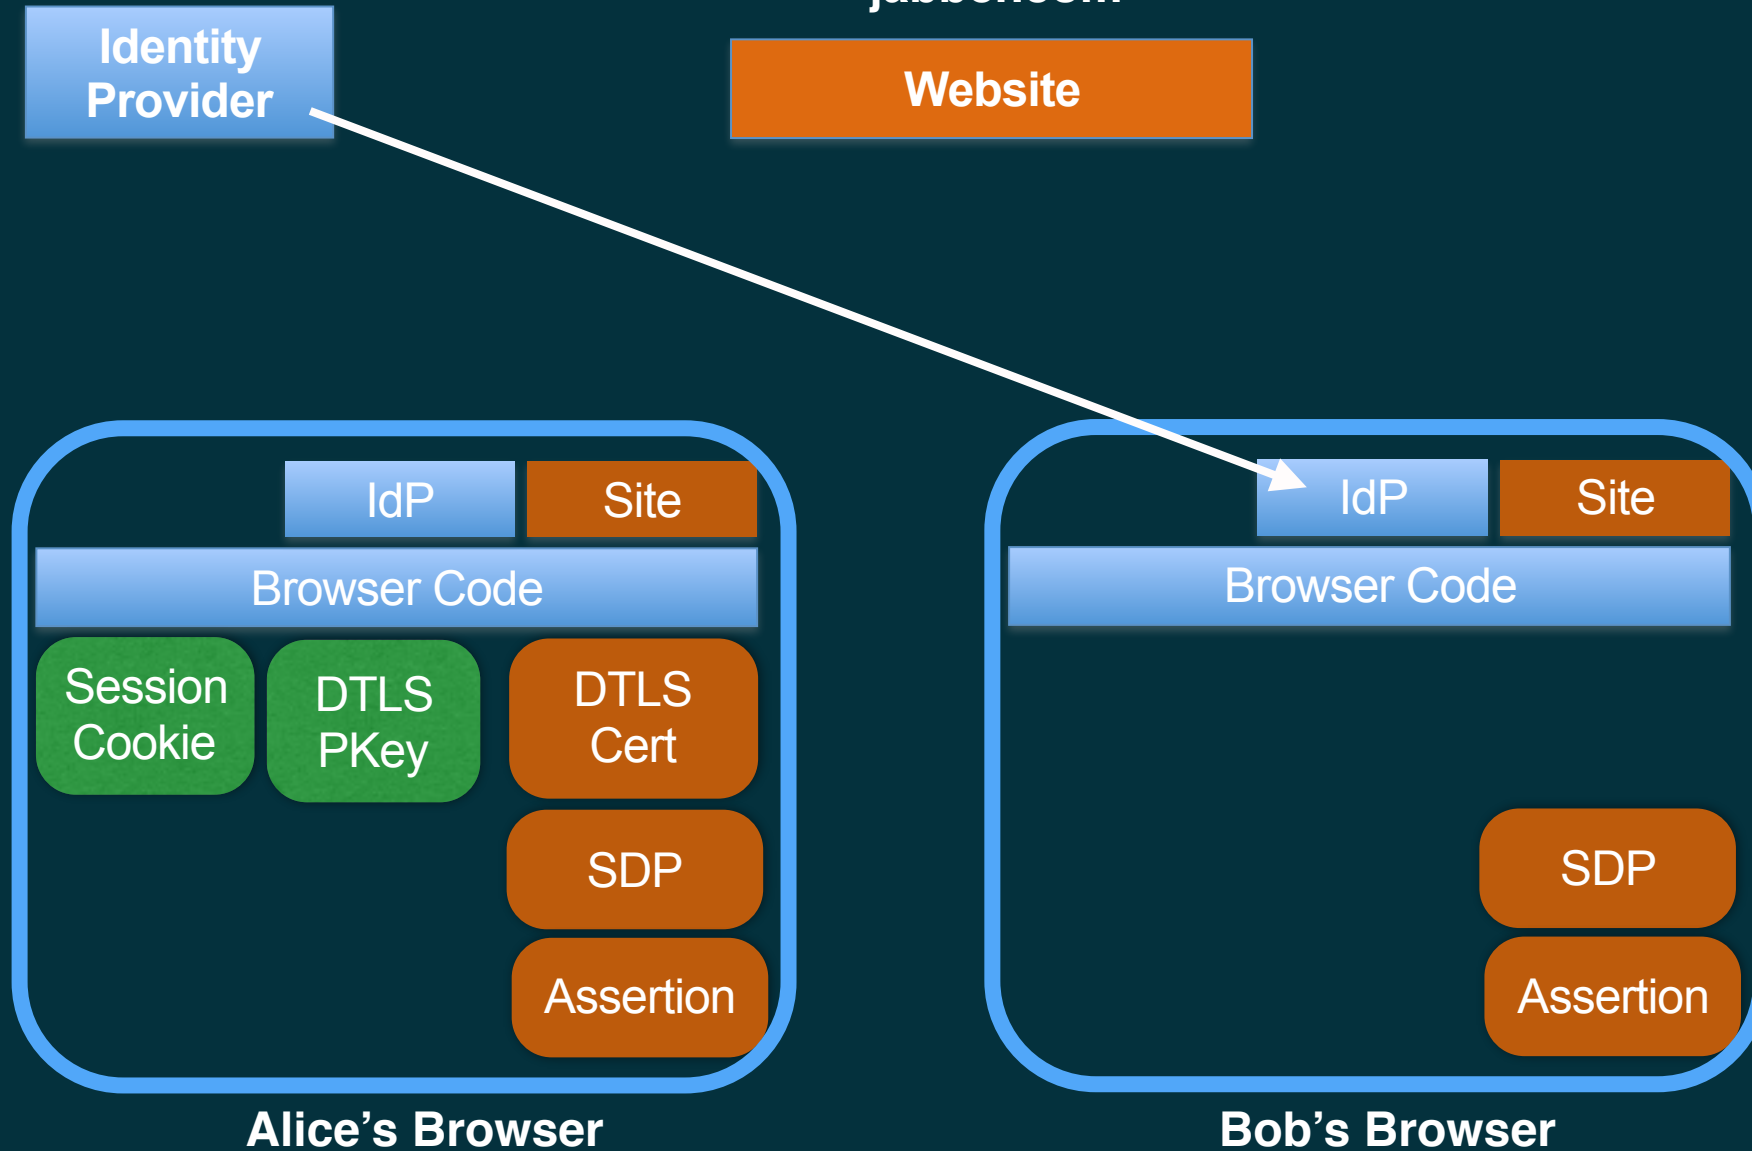 Identity
Provider
Website
IdP
Site
Browser Code
Session
Cookie
DTLS
PKey
DTLS
Cert
SDP
Assertion
Alice's Browser
IdP
Site
Browser Code
SDP
Assertion
Bob's Browser